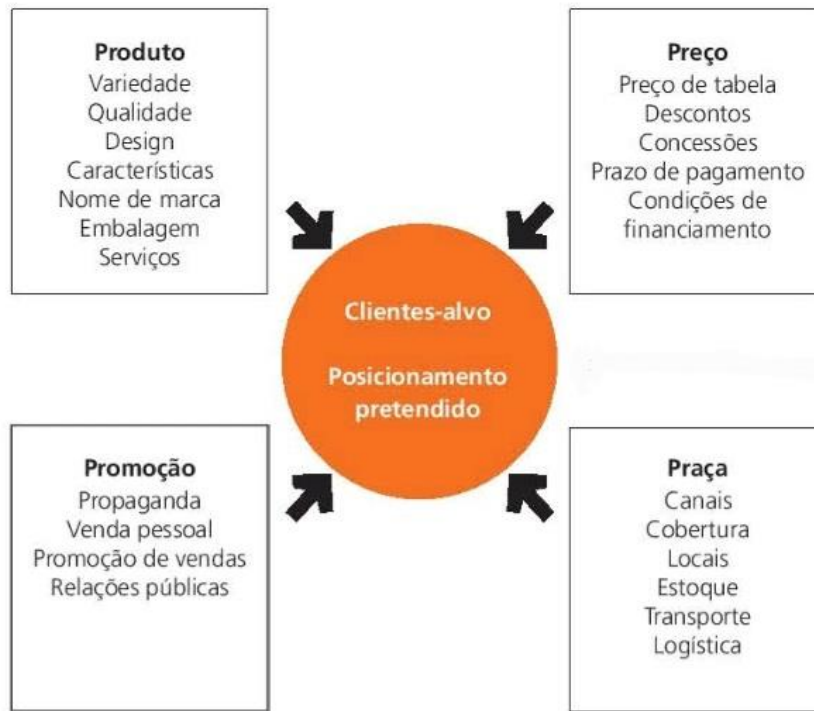 Produto
Variedade
Qualidade
Design
Características
Nome de marca
Embalagem
Serviços
Preço
Preço de tabela
Descontos
Concessões
Prazo de pagamento
Condições de
financiamento
Clientes-alvo
Posicionamento
pretendido
Promoção
Propaganda
Venda pessoal
Promoção de vendas
Relações públicas
Praça
Canais
Cobertura
Locais
Estoque
Transporte
Logística